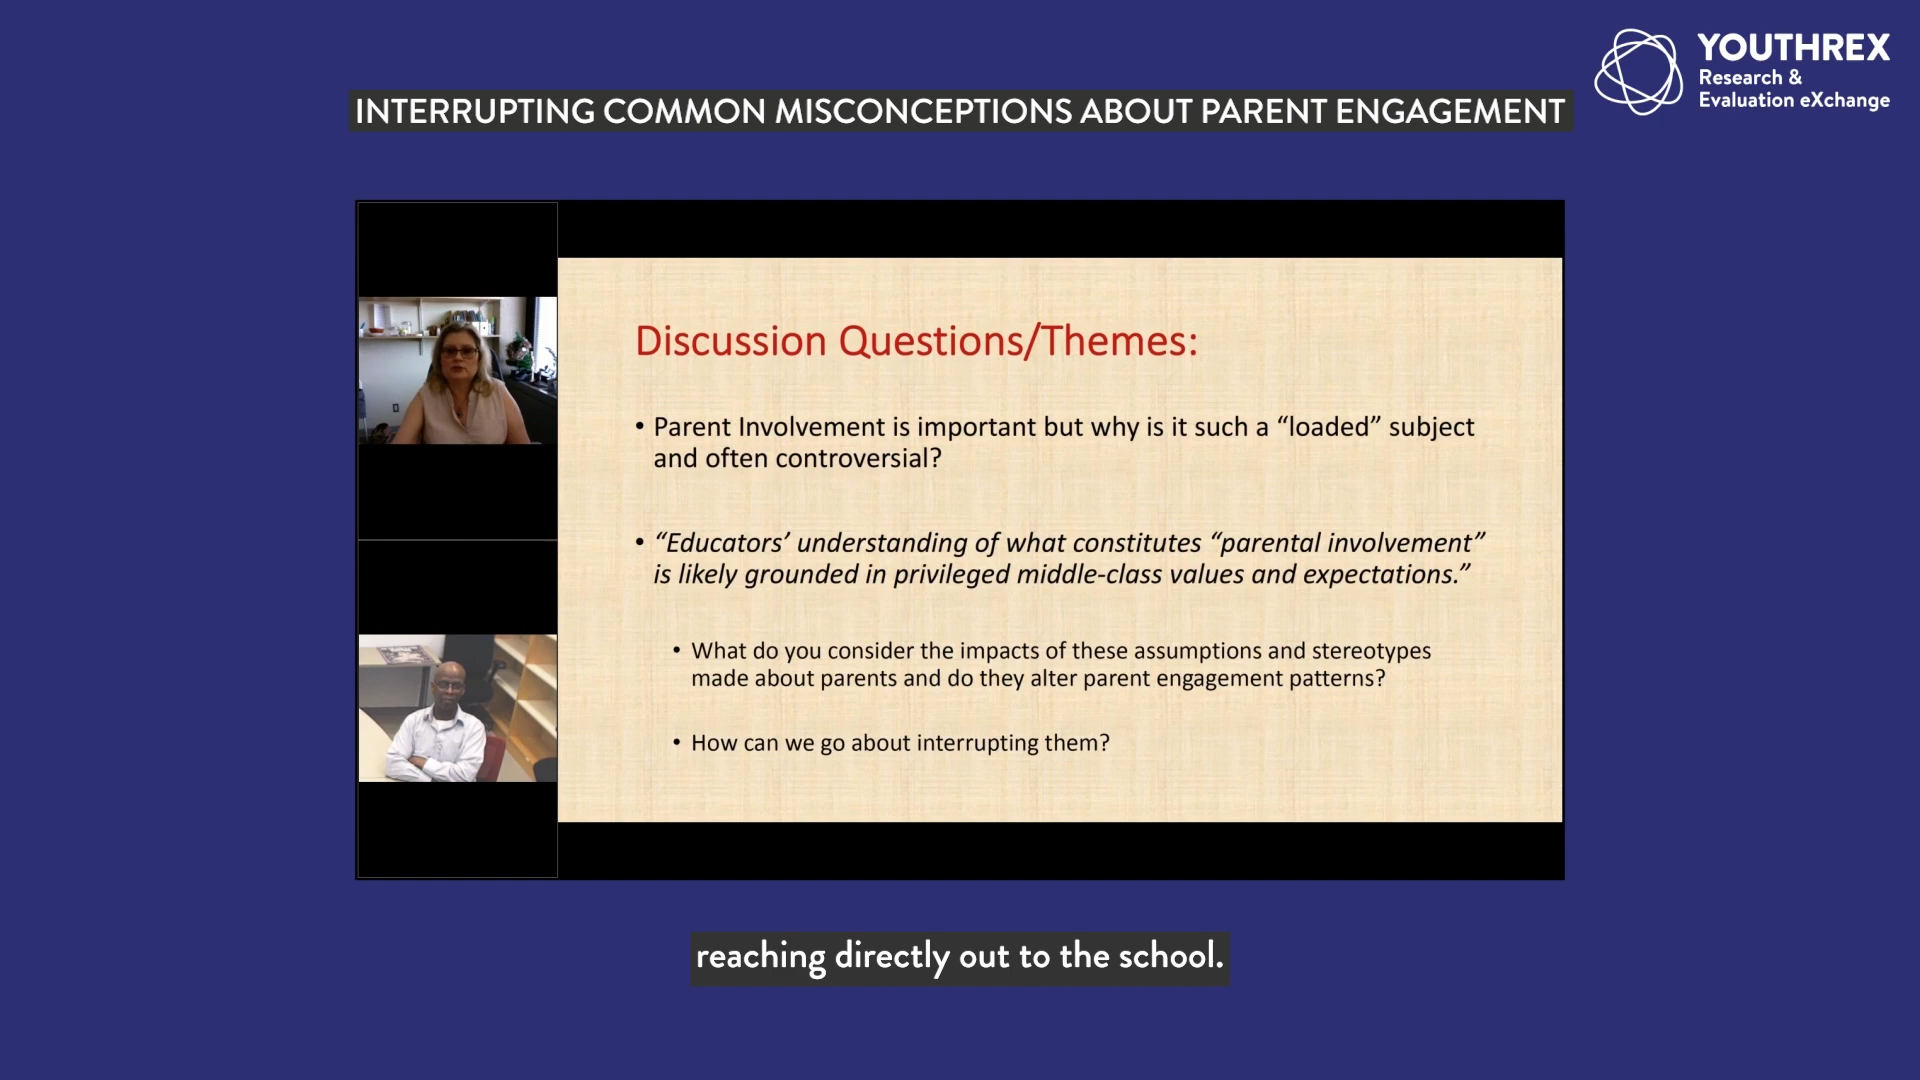 YOUTHREX
Research &
Evaluation eXchange
INTERRUPTING COMMON MISCONCEPTIONS ABOUT PARENT ENGAGEMENT
Discussion Questions/Themes:
• Parent Involvement is important but why is it such a “loaded” subject
and often controversial?
• “Educators’ understanding of what constitutes “parental involvement”
is likely grounded in privileged middle-class values and expectations.”
• What do you consider the impacts of these assumptions and stereotypes
made about parents and do they alter parent engagement patterns?
• How can we go about interrupting them?
reaching directly out to the school.